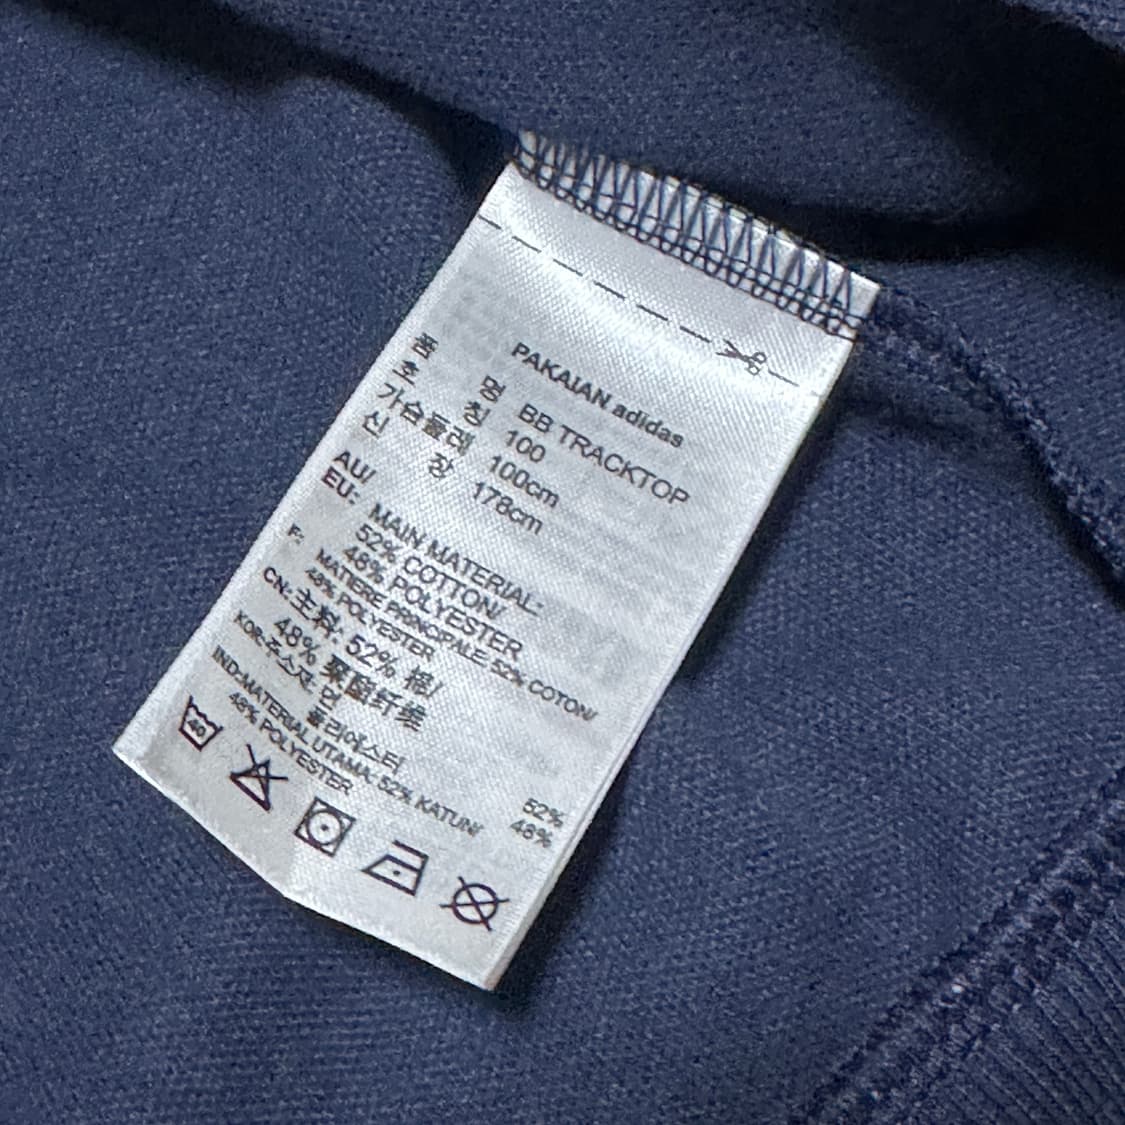 PAKAIAN adidas
품 명 BB TRACKTOP
호 칭 100
가슴둘레 100cm
신 장 178cm
AU/
EU: MAIN MATERIAL:
52% COTTON/
48% POLYESTER
F: MATIERE PRINCIPALE: 52% COTON/
48% POLYESTER
CN: 主料: 52% 棉/
48% 聚酯纤维
KOR: 주소재: 면 52%
폴리에스터 48%
IND: MATERIAL UTAMA: 52% KATUN/
48% POLYESTER
40